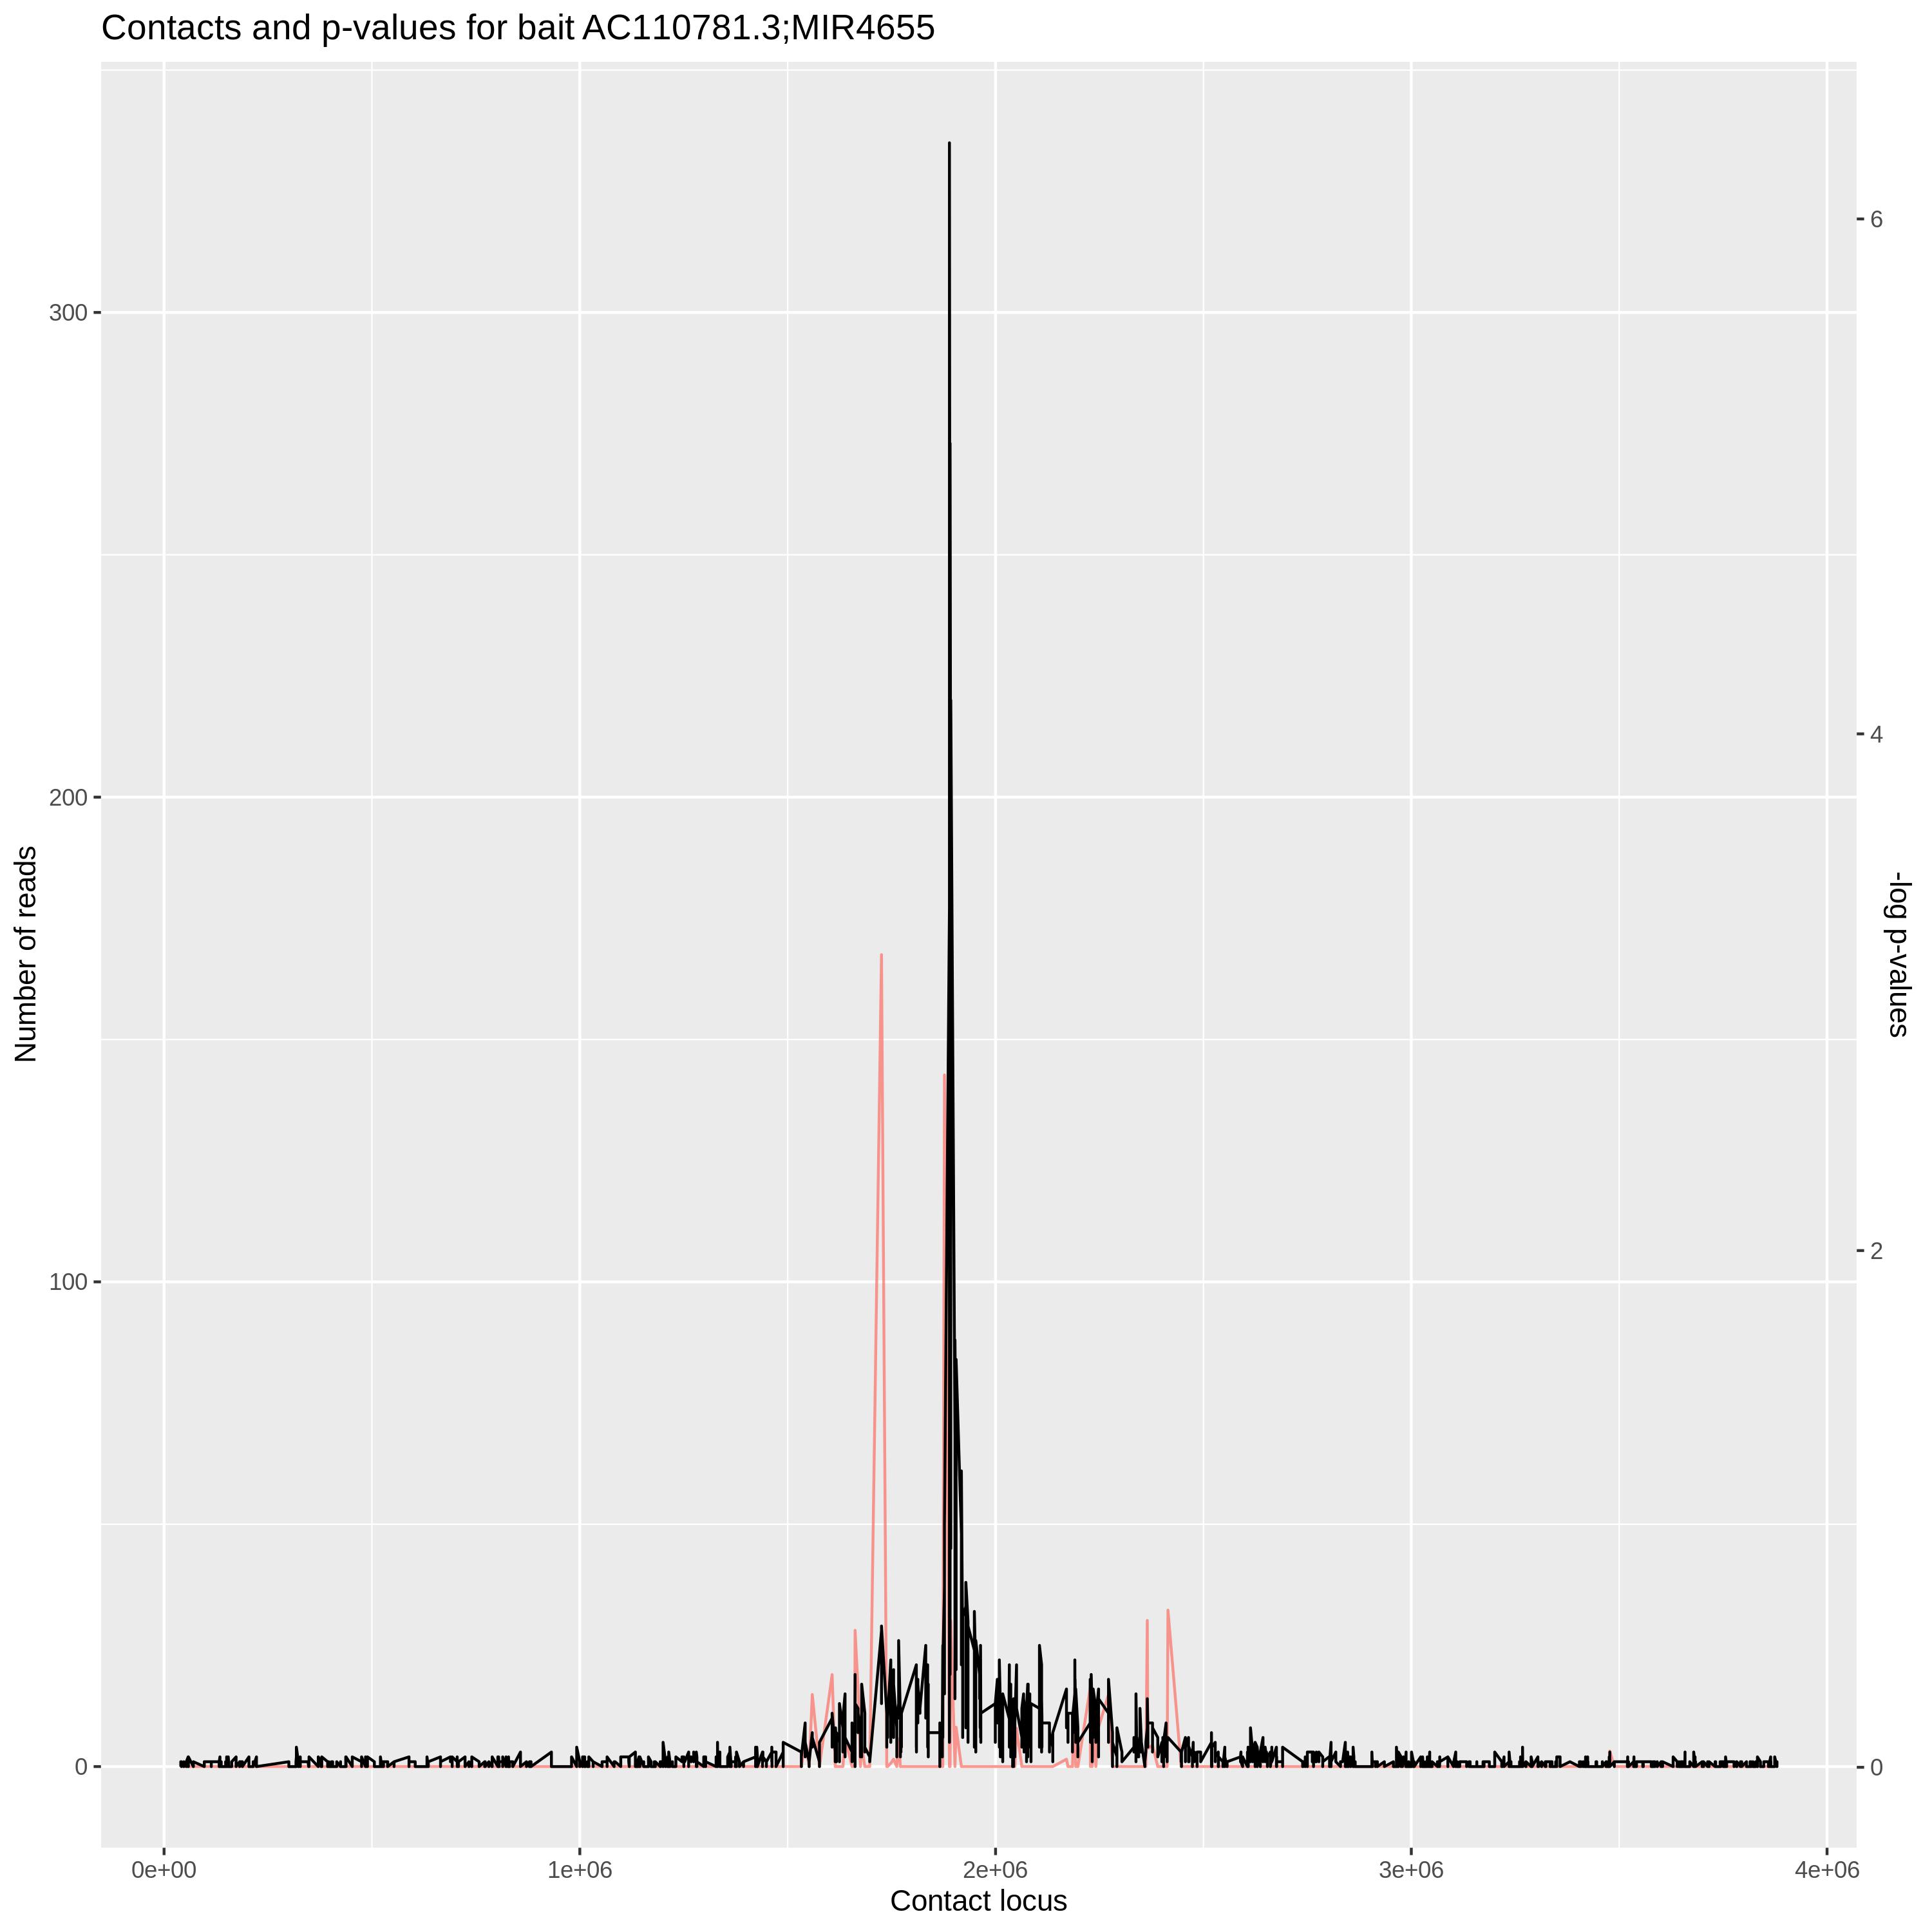 Contacts and p-values for bait AC110781.3;MIR4655
300
200
100
0
Number of reads
6
4
2
0
-log p-values
0e+00
1e+06
2e+06
3e+06
4e+06
Contact locus